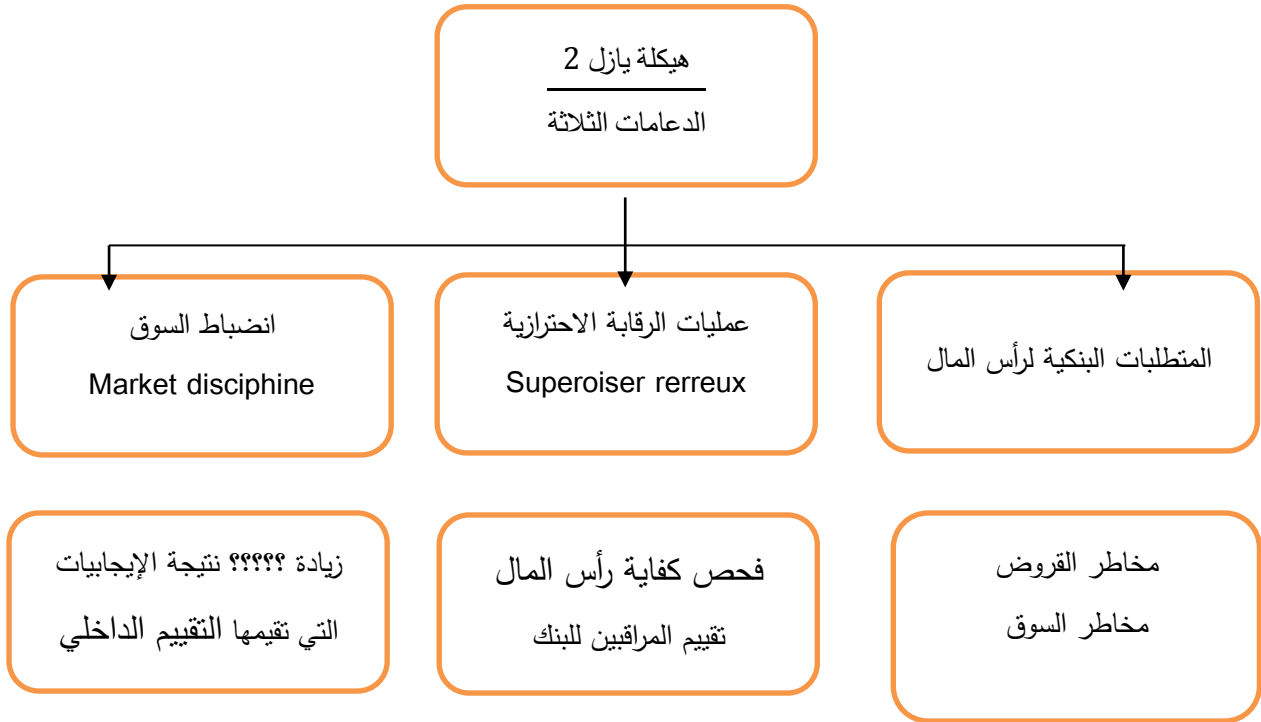 هيكلة يازل 2
الدعامات الثلاثة
المتطلبات البنكية لرأس المال
عمليات الرقابة الاحترازية
Superoiser rerreux
انضباط السوق
Market disciphine
مخاطر القروض
مخاطر السوق
فحص كفاية رأس المال
تقييم المراقبين للبنك
زيادة ؟؟؟؟؟ نتيجة الإيجابيات
التي تقيمها التقييم الداخلي